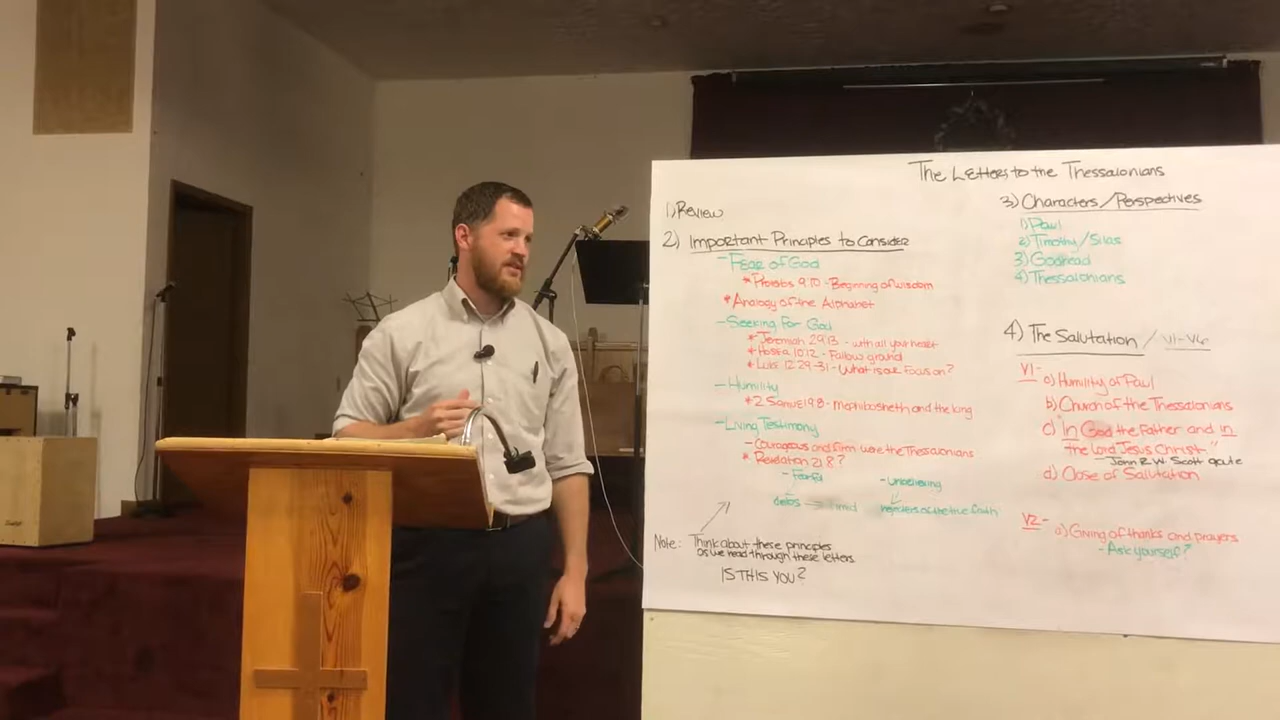 The Letters to the Thessalonians
1) Review
2) Important Principles to Consider
- Fear of God
* Proverbs 9:10 - Beginning of wisdom
* Analogy of the Alphabet
- Seeking for God
* Jeremiah 29:13 - with all your heart
* Hosea 10:12 - Fallow ground
* Luke 12:29-31 - What is our focus on?
- Humility
* 2 Samuel 9:8 - Mephibosheth and the king
- Living Testimony
- Courageous and firm were the Thessalonians
* Revelation 21:8?
- Fearful
- Unbelieving
delos → timid
rejecters of the true faith
Note: Think about these principles
as we read through these letters
IS THIS YOU?
3) Characters/Perspectives
1) Paul
2) Timothy/Silas
3) Godhead
4) Thessalonians
4) The Salutation / V1-V4
V1-
a) Humility of Paul
b) Church of the Thessalonians
c) "In God the Father and in
the Lord Jesus Christ"
- John R.W. Scott quote
d) Close of Salutation
V2-
a) Giving of thanks and prayers
- Ask yourself?